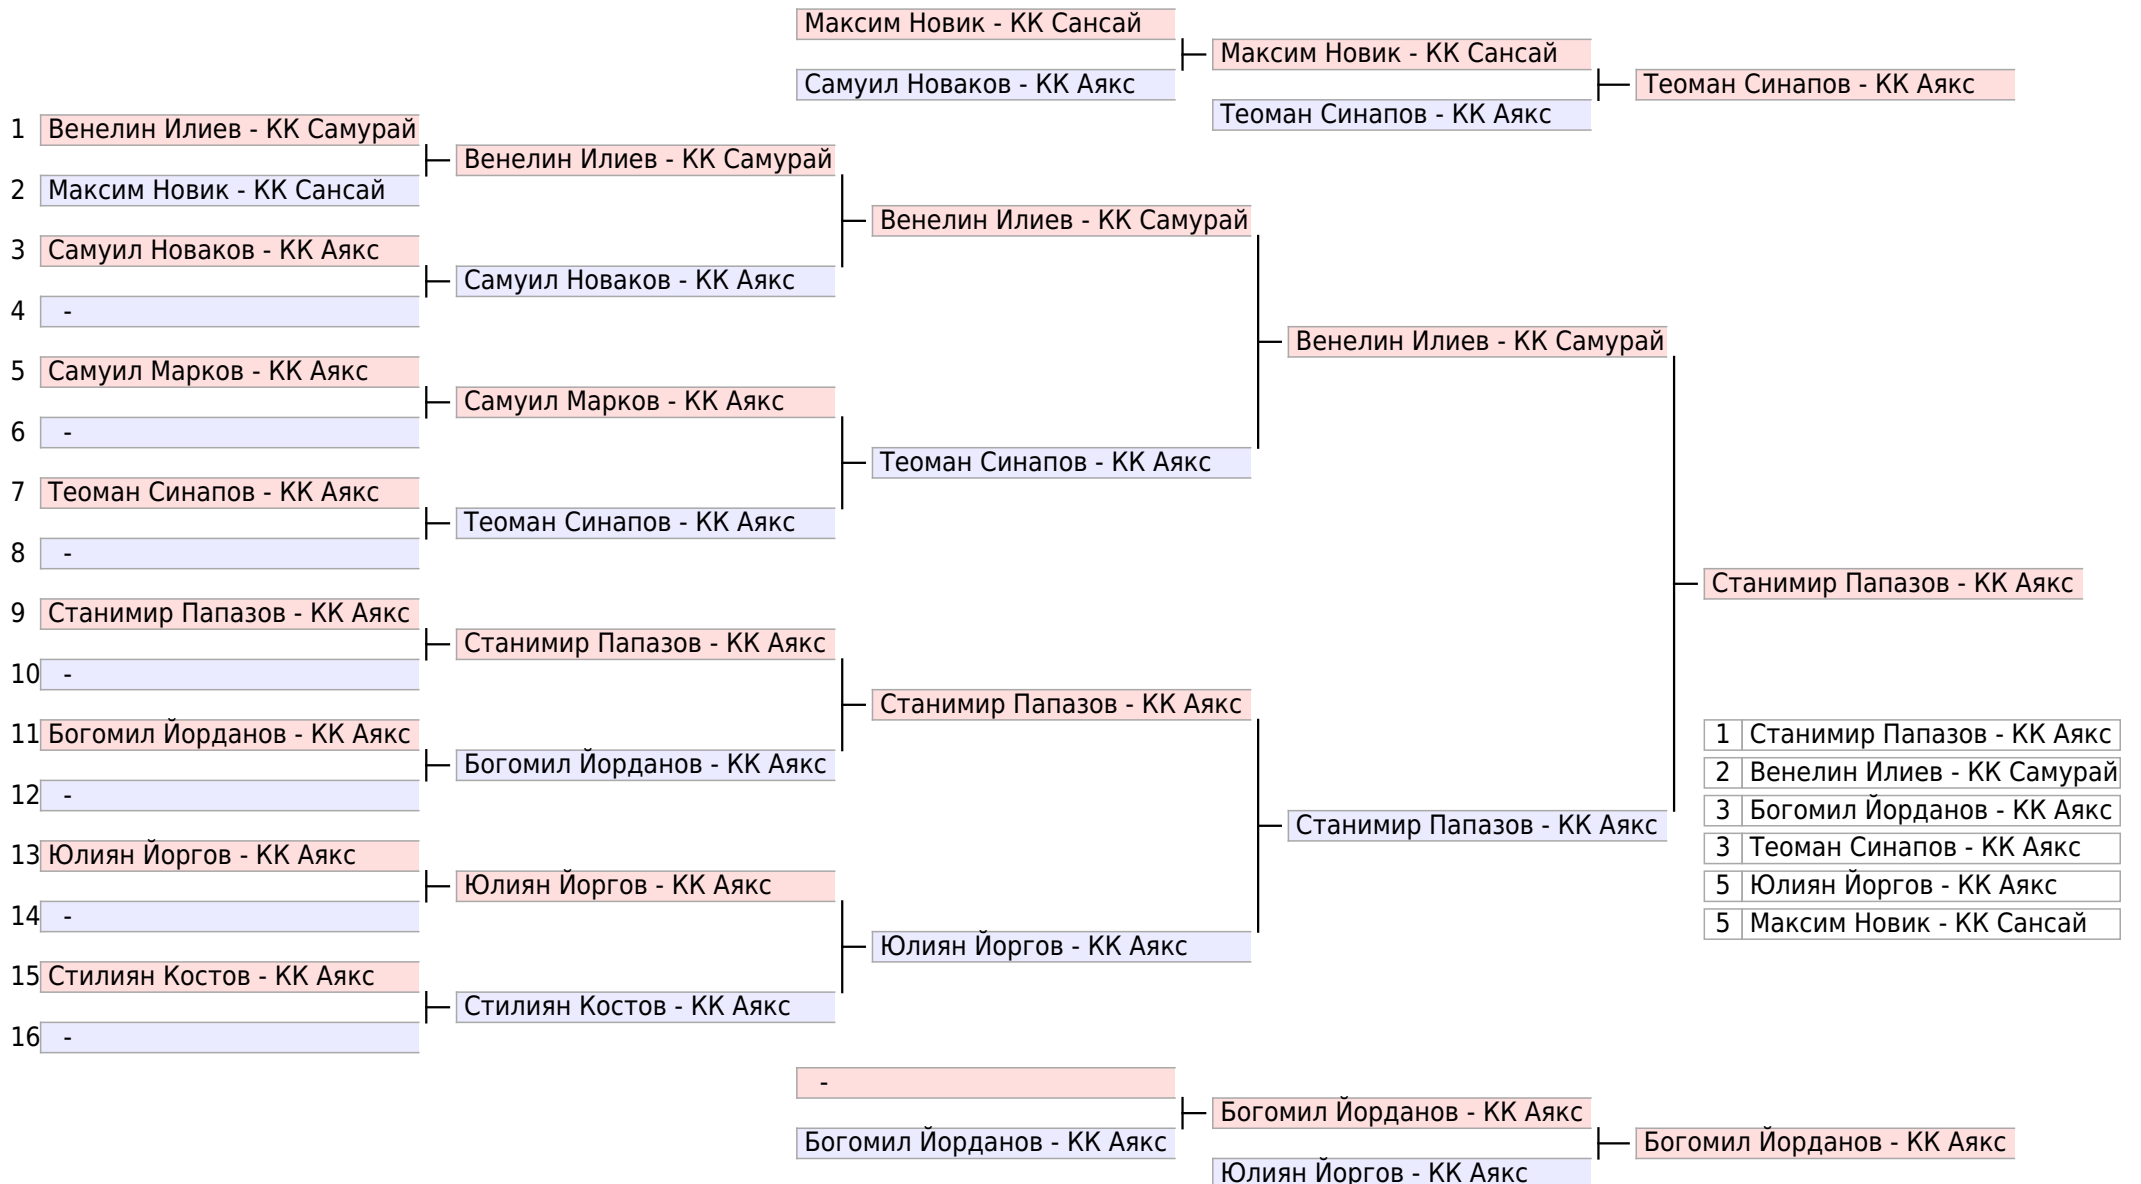 Максим Новик - КК Сансай
Максим Новик - КК Сансай
Самуил Новаков - КК Аякс
Теоман Синапов - КК Аякс
Теоман Синапов - КК Аякс
1 Венелин Илиев - КК Самурай
Венелин Илиев - КК Самурай
2 Максим Новик - КК Сансай
Венелин Илиев - КК Самурай
3 Самуил Новаков - КК Аякс
Самуил Новаков - КК Аякс
4 -
Венелин Илиев - КК Самурай
5 Самуил Марков - КК Аякс
Самуил Марков - КК Аякс
6 -
Теоман Синапов - КК Аякс
7 Теоман Синапов - КК Аякс
Теоман Синапов - КК Аякс
8 -
Станимир Папазов - КК Аякс
9 Станимир Папазов - КК Аякс
Станимир Папазов - КК Аякс
10 -
Станимир Папазов - КК Аякс
11 Богомил Йорданов - КК Аякс
Богомил Йорданов - КК Аякс
12 -
Станимир Папазов - КК Аякс
13 Юлиян Йоргов - КК Аякс
Юлиян Йоргов - КК Аякс
14 -
Юлиян Йоргов - КК Аякс
15 Стилиян Костов - КК Аякс
Стилиян Костов - КК Аякс
16 -
1 Станимир Папазов - КК Аякс
2 Венелин Илиев - КК Самурай
3 Богомил Йорданов - КК Аякс
3 Теоман Синапов - КК Аякс
5 Юлиян Йоргов - КК Аякс
5 Максим Новик - КК Сансай
-
Богомил Йорданов - КК Аякс
Богомил Йорданов - КК Аякс
Богомил Йорданов - КК Аякс
Юлиян Йоргов - КК Аякс